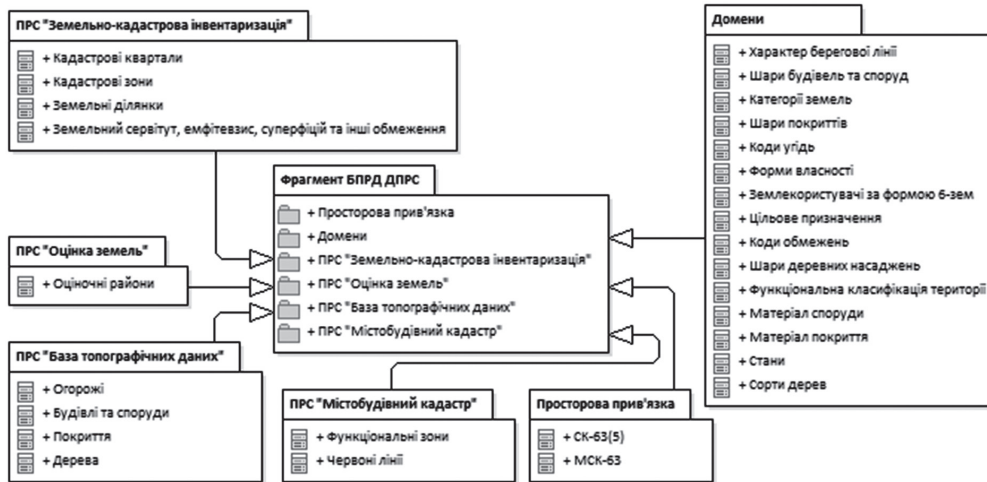 ПРС "Земельно-кадастрова інвентаризація"
+ Кадастрові квартали
+ Кадастрові зони
+ Земельні ділянки
+ Земельний сервітут, емфітевзис, суперфіцій та інші обмеження
Домени
+ Характер берегової лінії
+ Шари будівель та споруд
+ Категорії земель
+ Шари покриттів
+ Коди угідь
+ Форми власності
+ Землекористувачі за формою 6-зем
+ Цільове призначення
+ Коди обмежень
+ Шари деревних насаджень
+ Функціональна класифікація території
+ Матеріал споруди
+ Матеріал покриття
+ Стани
+ Сорти дерев
Фрагмент БПРД ДПРС
+ Просторова прив'язка
+ Домени
+ ПРС "Земельно-кадастрова інвентаризація"
+ ПРС "Оцінка земель"
+ ПРС "База топографічних даних"
+ ПРС "Містобудівний кадастр"
ПРС "Оцінка земель"
+ Оціночні райони
ПРС "База топографічних даних"
+ Огорожі
+ Будівлі та споруди
+ Покриття
+ Дерева
ПРС "Містобудівний кадастр"
+ Функціональні зони
+ Червоні лінії
Просторова прив'язка
+ СК-63(5)
+ МСК-63